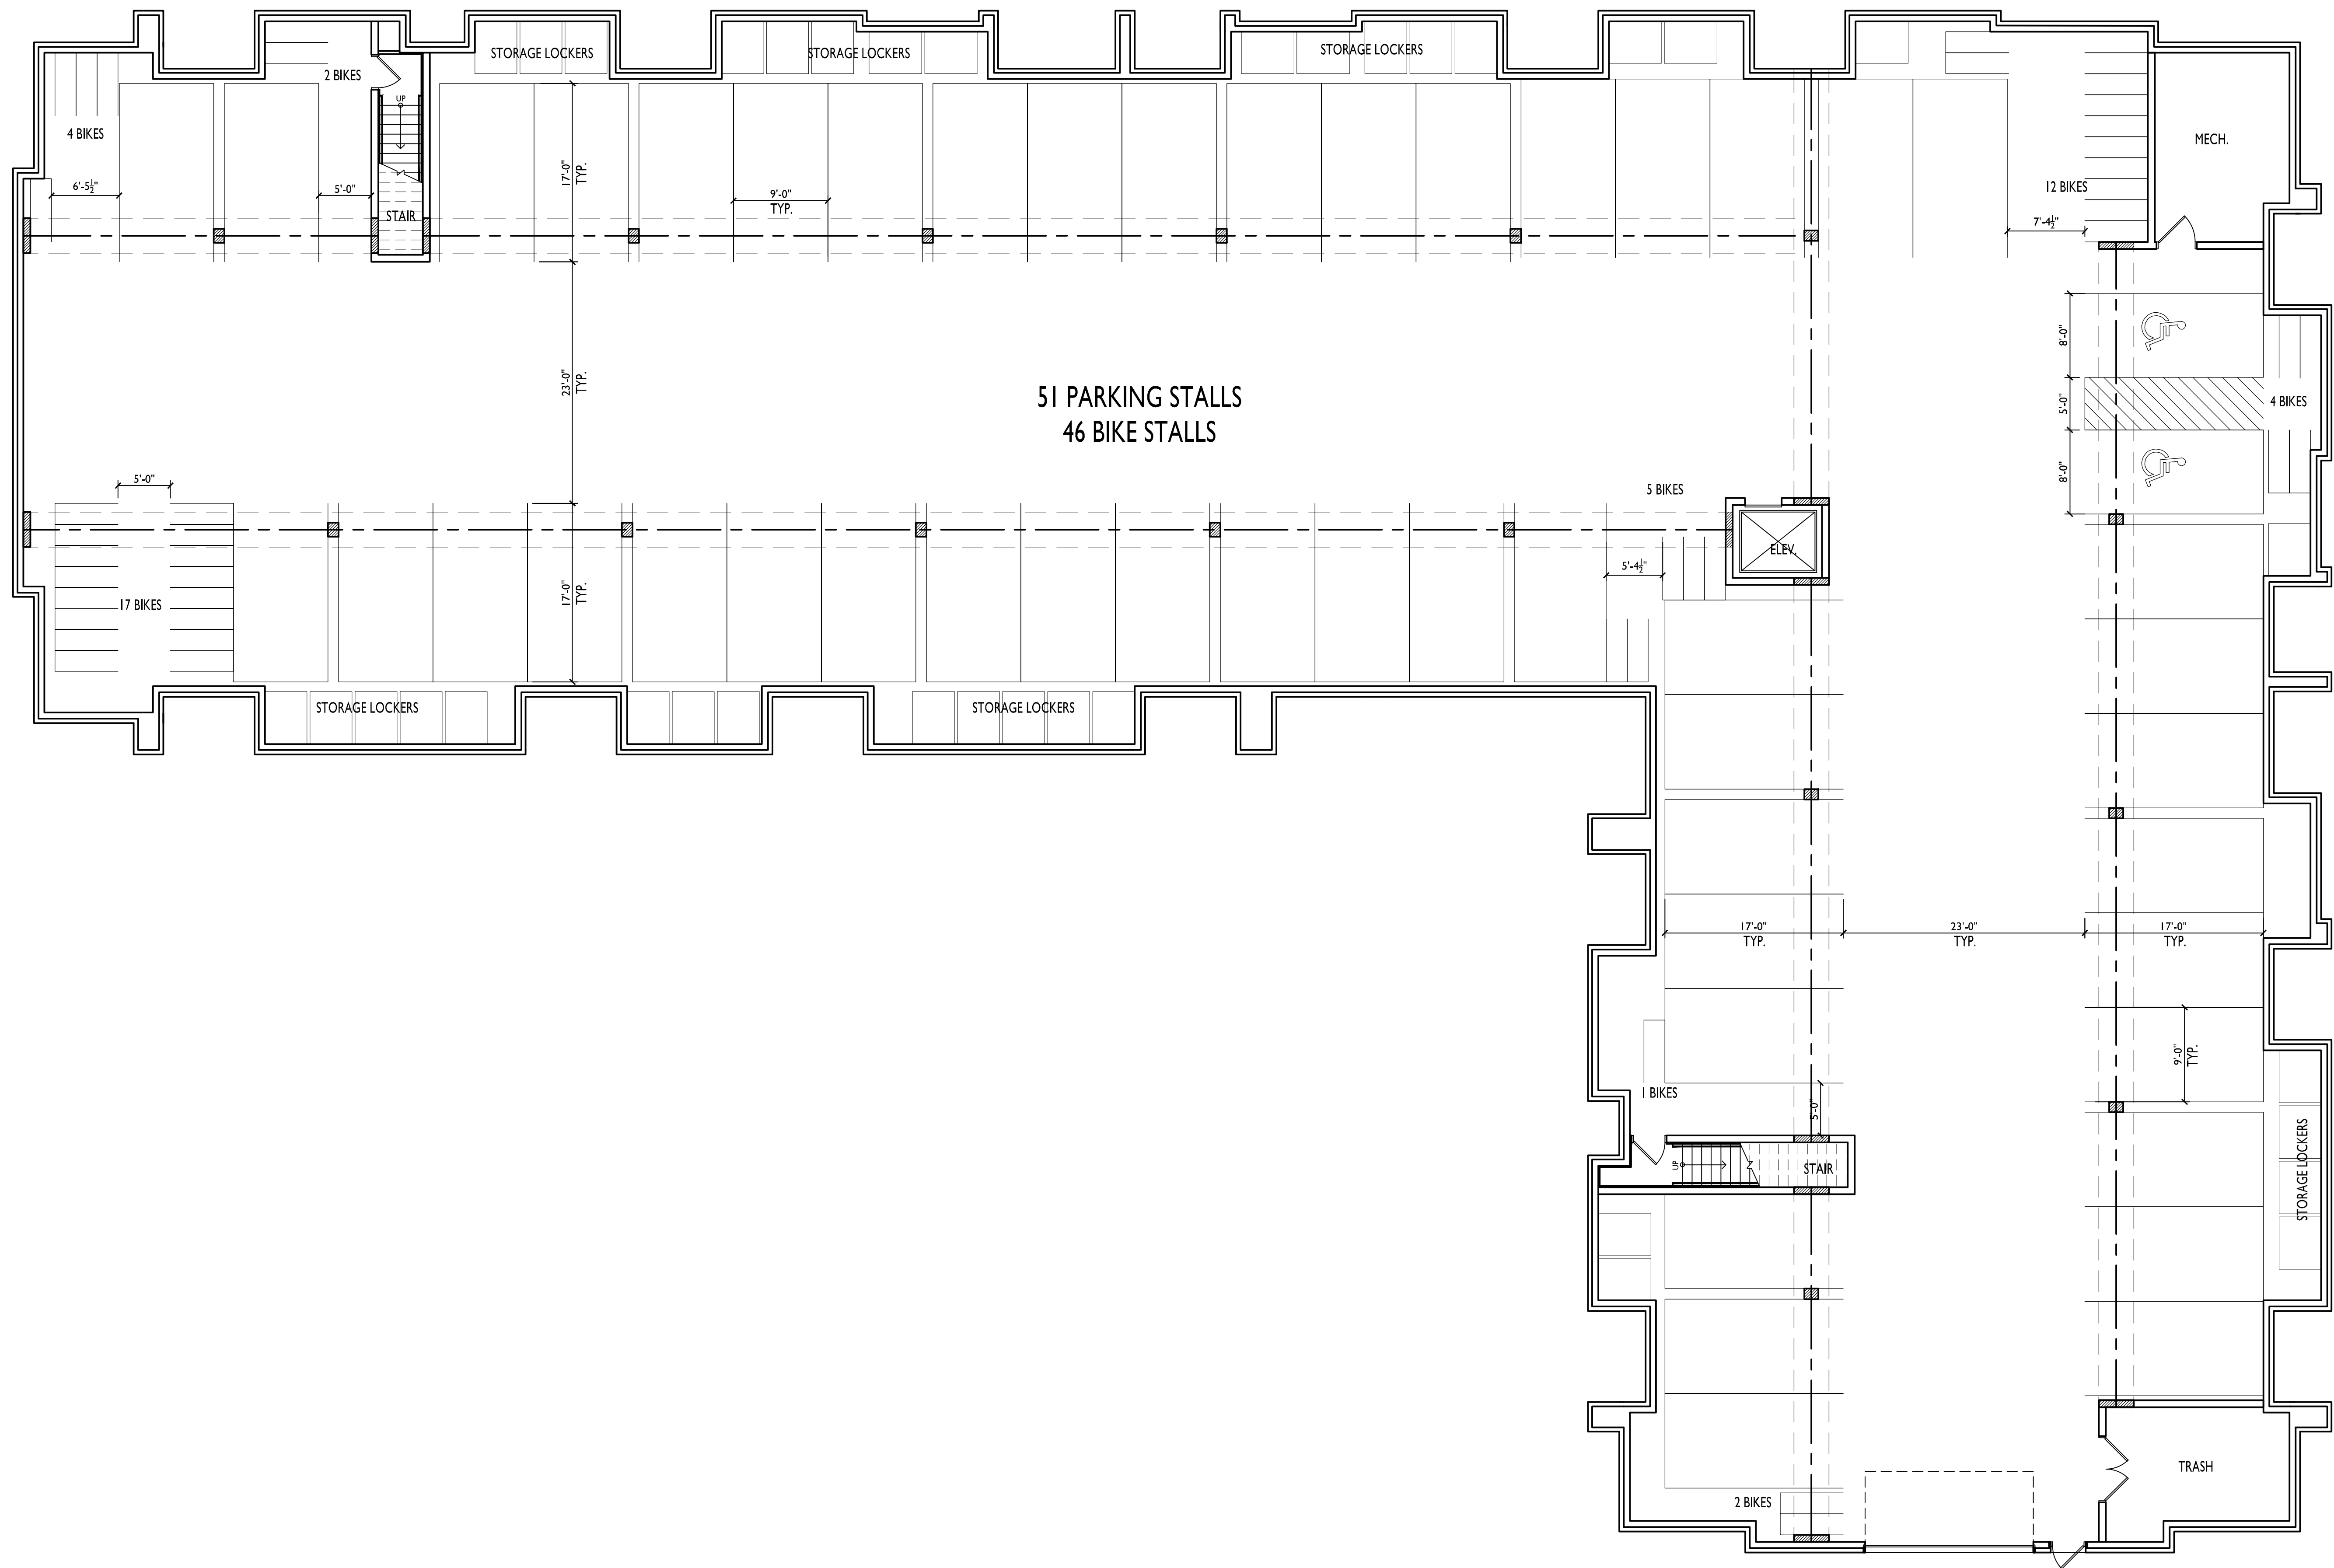 STORAGE LOCKERS
STORAGE LOCKERS
STORAGE LOCKERS
2 BIKES
UP
4 BIKES
MECH.
17'-0"
TYP.
6'-5½"
5'-0"
9'-0"
TYP.
12 BIKES
STAIR
7'-4½"
8'-0"
23'-0"
TYP.
51 PARKING STALLS
46 BIKE STALLS
5'-0"
4 BIKES
8'-0"
5'-0"
5 BIKES
ELEV.
5'-4½"
17'-0"
TYP.
17 BIKES
STORAGE LOCKERS
STORAGE LOCKERS
17'-0"
TYP.
23'-0"
TYP.
17'-0"
TYP.
9'-0"
TYP.
1 BIKES
5'-0"
UP
STAIR
STORAGE LOCKERS
TRASH
2 BIKES